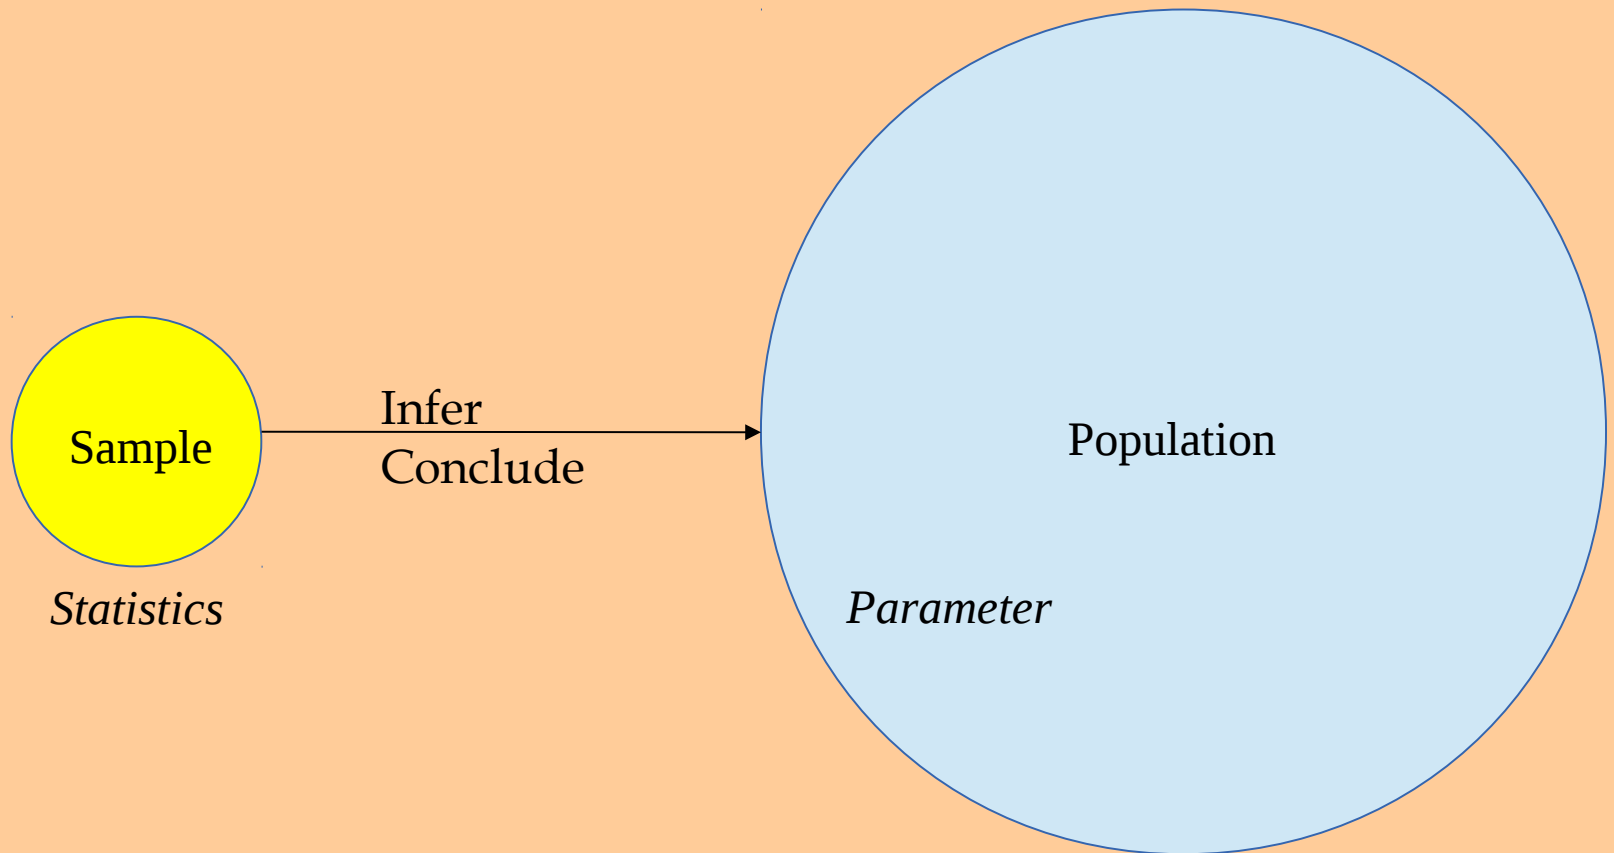 Infer
Sample
Conclude
Population
Statistics
Parameter